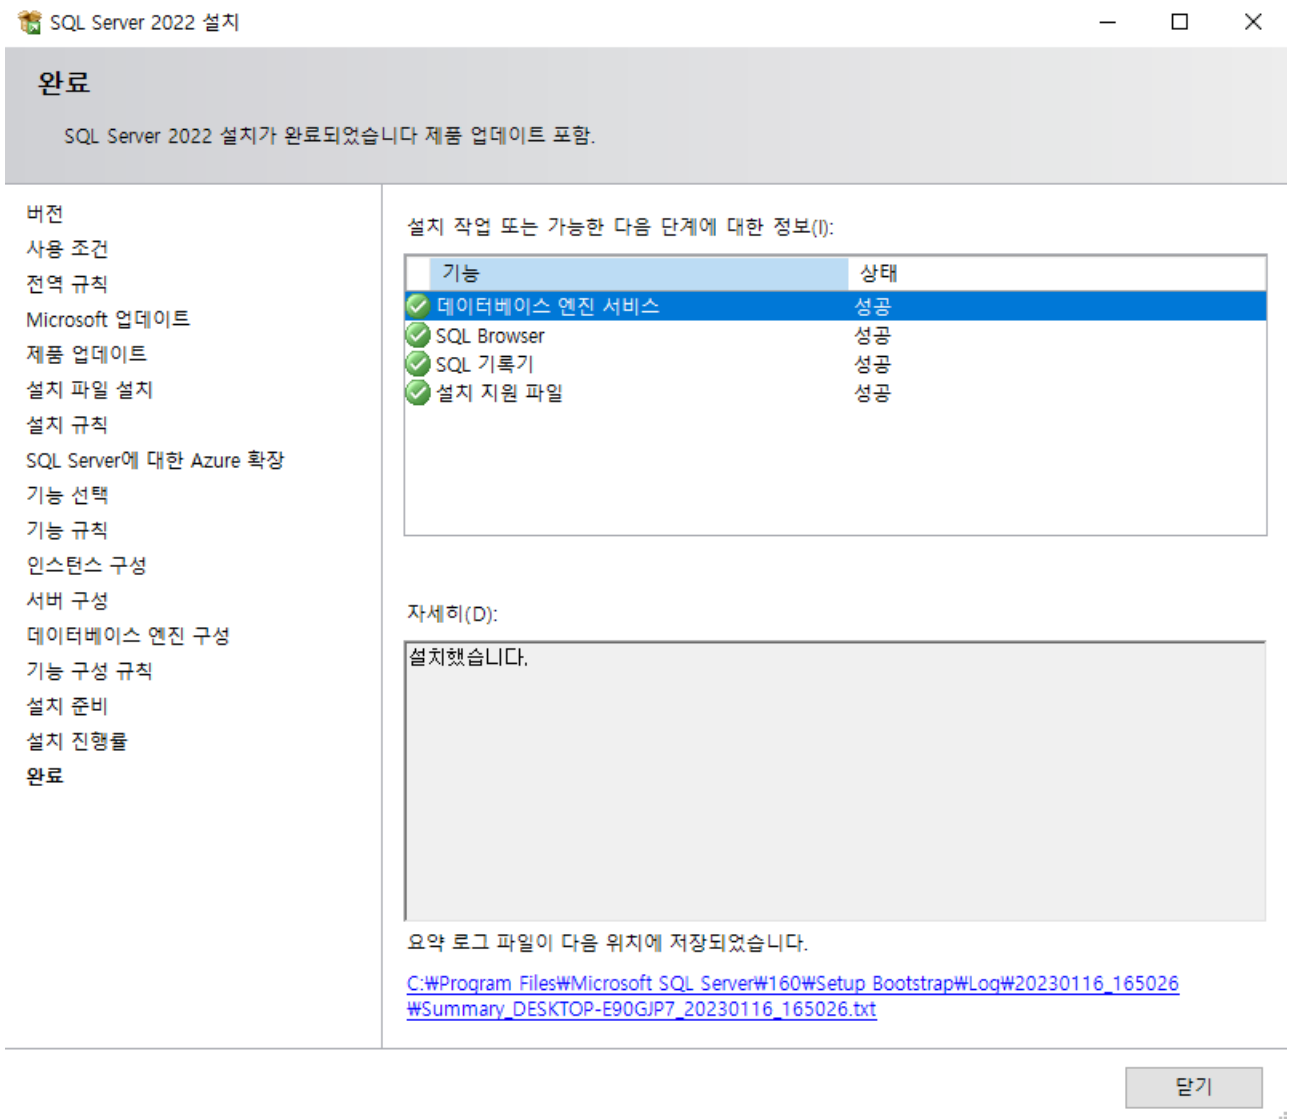 SQL Server 2022 설치
완료
SQL Server 2022 설치가 완료되었습니다 제품 업데이트 포함.
버전
사용 조건
전역 규칙
Microsoft 업데이트
제품 업데이트
설치 파일 설치
설치 규칙
SQL Server에 대한 Azure 확장
기능 선택
기능 규칙
인스턴스 구성
서버 구성
데이터베이스 엔진 구성
기능 구성 규칙
설치 준비
설치 진행률
완료
설치 작업 또는 가능한 다음 단계에 대한 정보(I):
기능 상태
데이터베이스 엔진 서비스 성공
SQL Browser 성공
SQL 기록기 성공
설치 지원 파일 성공
자세히(D):
설치했습니다.
요약 로그 파일이 다음 위치에 저장되었습니다.
C:₩Program Files₩Microsoft SQL Server₩160₩Setup Bootstrap₩Log₩20230116_165026
₩Summary_DESKTOP-E90GJP7_20230116_165026.txt
닫기